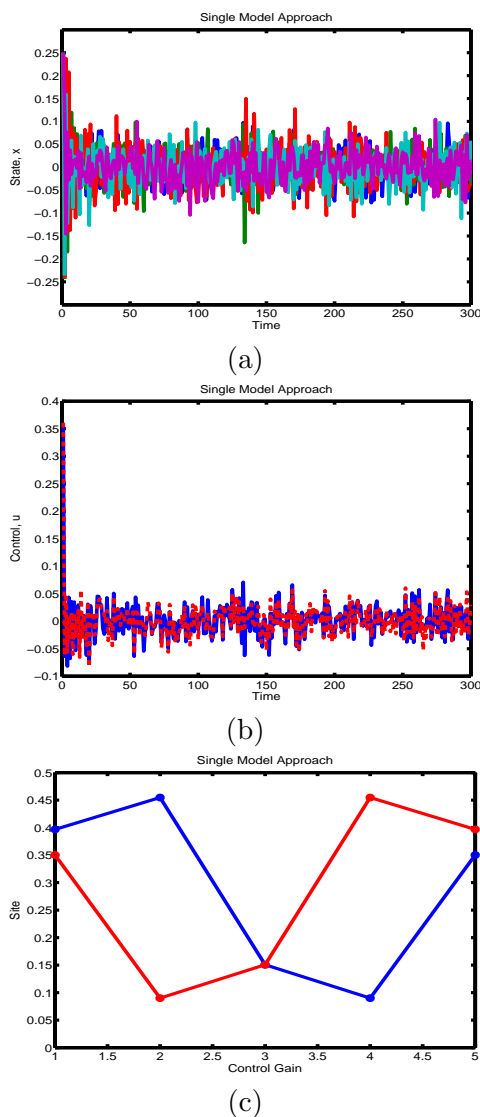 Single Model Approach
0.25
0.2
0.15
0.1
0.05
0
−0.05
−0.1
−0.15
−0.2
−0.25
State, x
0 50 100 150 200 250 300
Time
(a)
Single Model Approach
0.4
0.35
0.3
0.25
0.2
0.15
0.1
0.05
0
−0.05
−0.1
Control, u
0 50 100 150 200 250 300
Time
(b)
Single Model Approach
0.5
0.45
0.4
0.35
0.3
0.25
0.2
0.15
0.1
0.05
0
Site
1 1.5 2 2.5 3 3.5 4 4.5 5
Control Gain
(c)